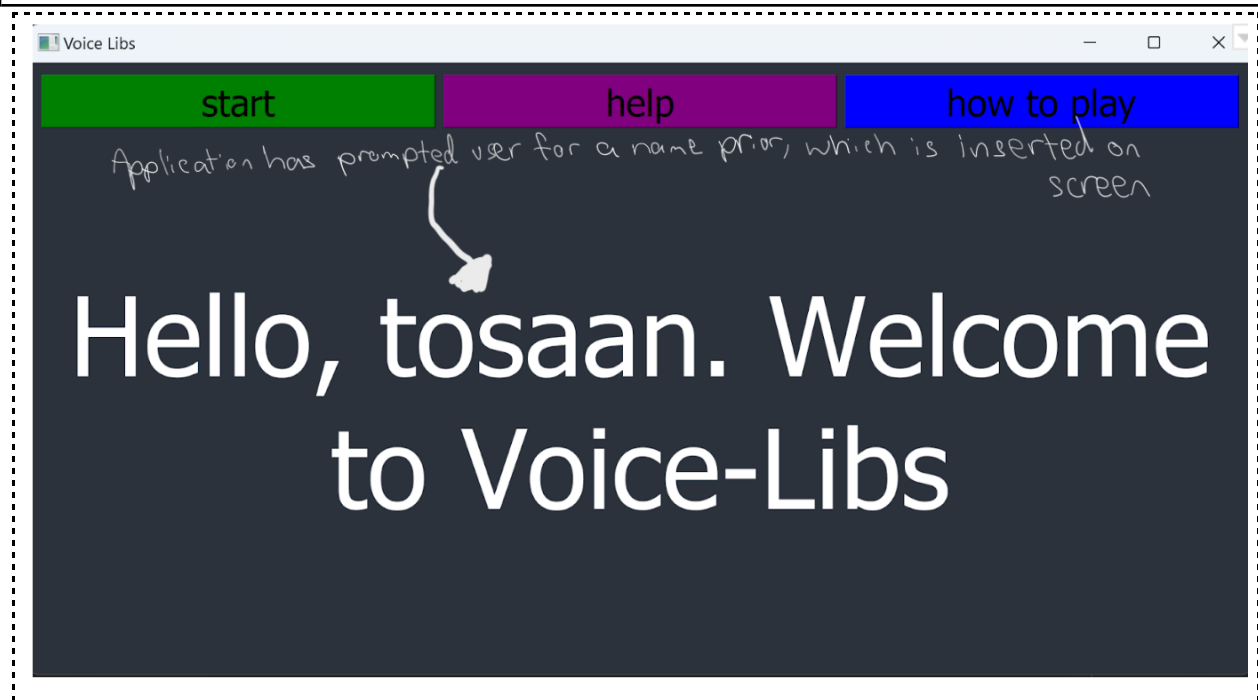 Voice Libs
start help how to play
Application has prompted user for a name prior, which is inserted on
screen
Hello, tosaan. Welcome
to Voice-Libs